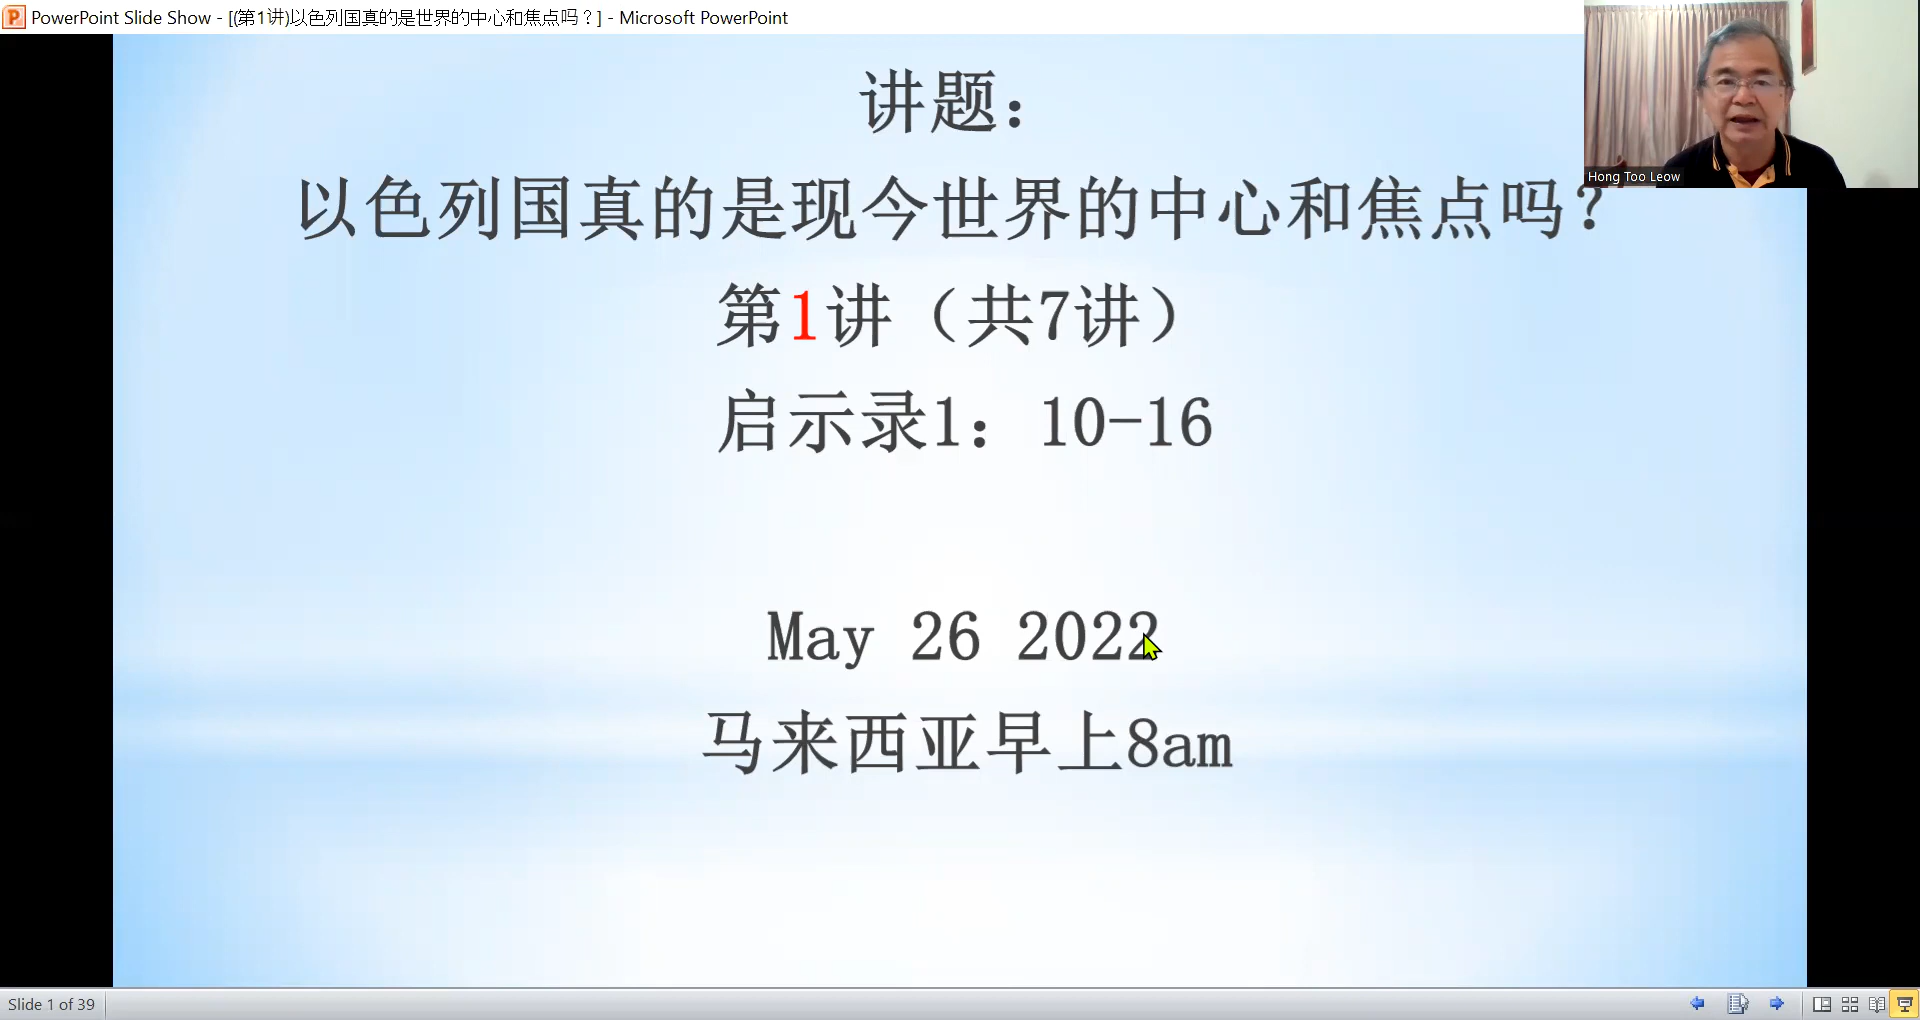 PowerPoint Slide Show - [(第1讲)以色列国真的是世界的中心和焦点吗？] - Microsoft PowerPoint
Hong Too Leow
讲题：
以色列国真的是现今世界的中心和焦点吗？
第1讲（共7讲）
启示录1：10-16
May 26 2022
马来西亚早上8am
Slide 1 of 39